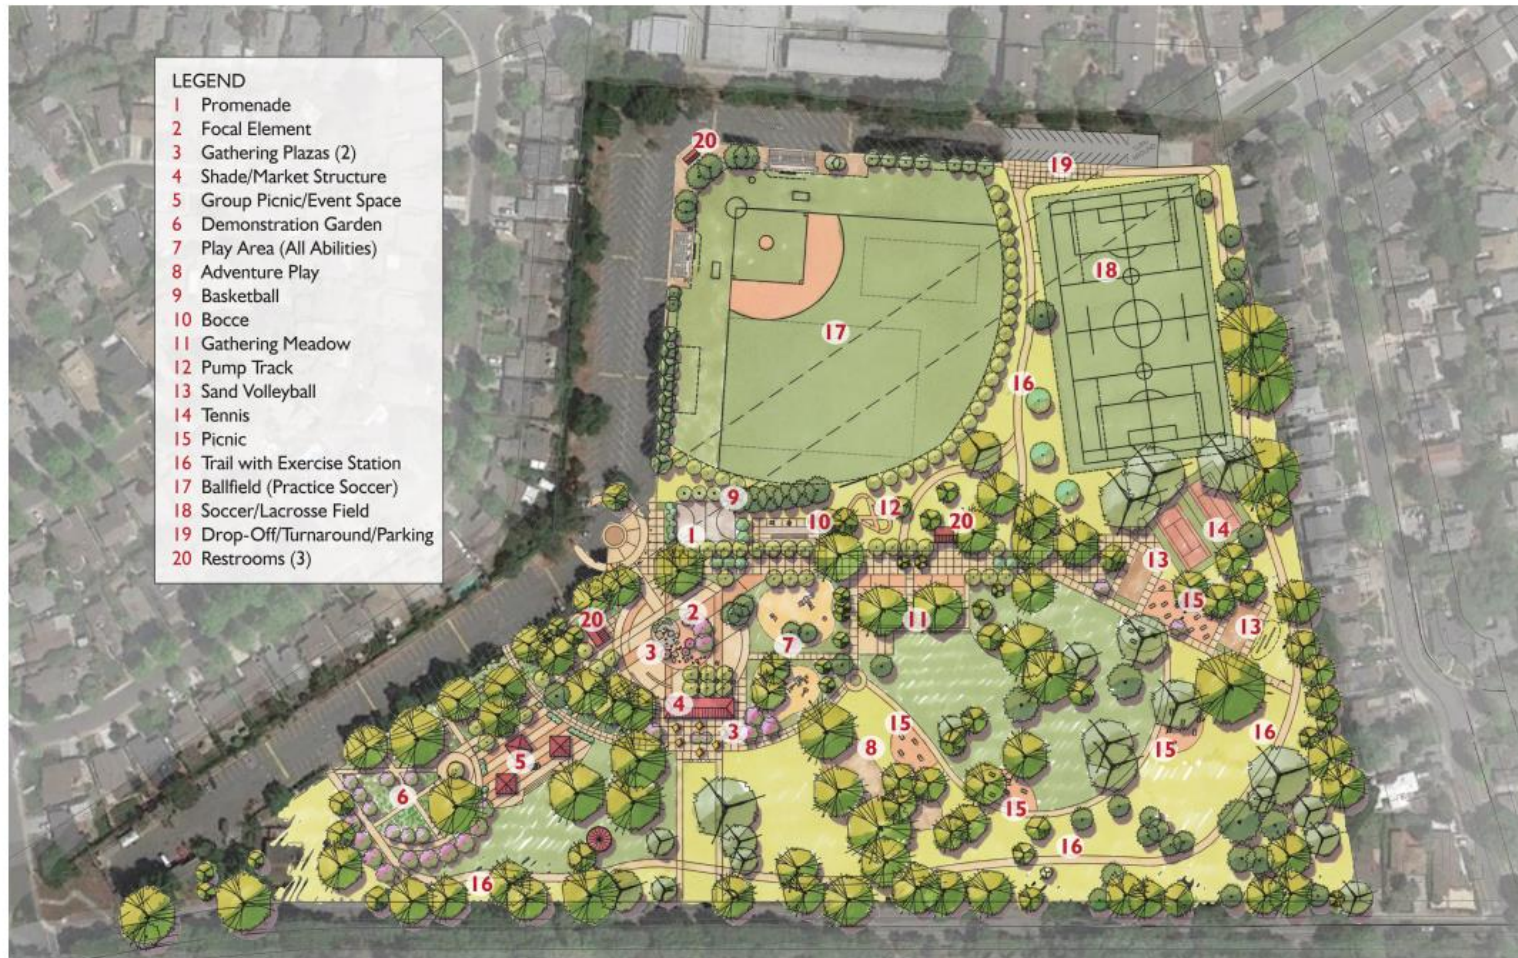 LEGEND
1 Promenade
2 Focal Element
3 Gathering Plazas (2)
4 Shade/Market Structure
5 Group Picnic/Event Space
6 Demonstration Garden
7 Play Area (All Abilities)
8 Adventure Play
9 Basketball
10 Bocce
11 Gathering Meadow
12 Pump Track
13 Sand Volleyball
14 Tennis
15 Picnic
16 Trail with Exercise Station
17 Ballfield (Practice Soccer)
18 Soccer/Lacrosse Field
19 Drop-Off/Turnaround/Parking
20 Restrooms (3)
20
19
18
17
16
9
12
10
20
14
1
13
15
20
2
11
13
3
7
4
3
15
16
5
8
15
6
15
16
16